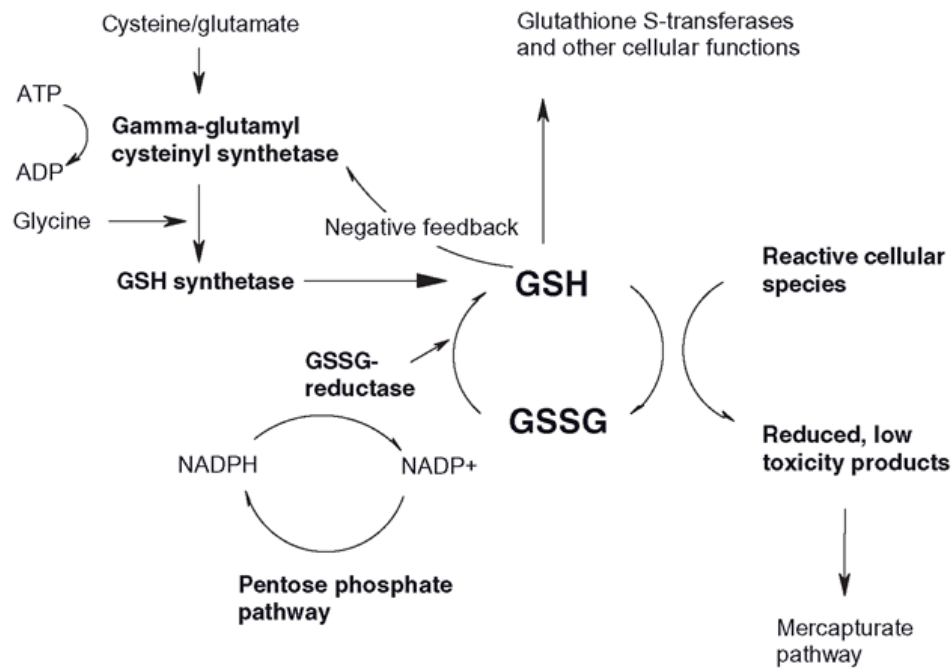 Cysteine/glutamate
Glutathione S-transferases
and other cellular functions
ATP
Gamma-glutamyl
cysteinyl synthetase
ADP
Glycine
Negative feedback
GSH synthetase
GSH
Reactive cellular
species
GSSG-
reductase
GSSG
Reduced, low
toxicity products
NADPH
NADP+
Pentose phosphate
pathway
Mercapturate
pathway